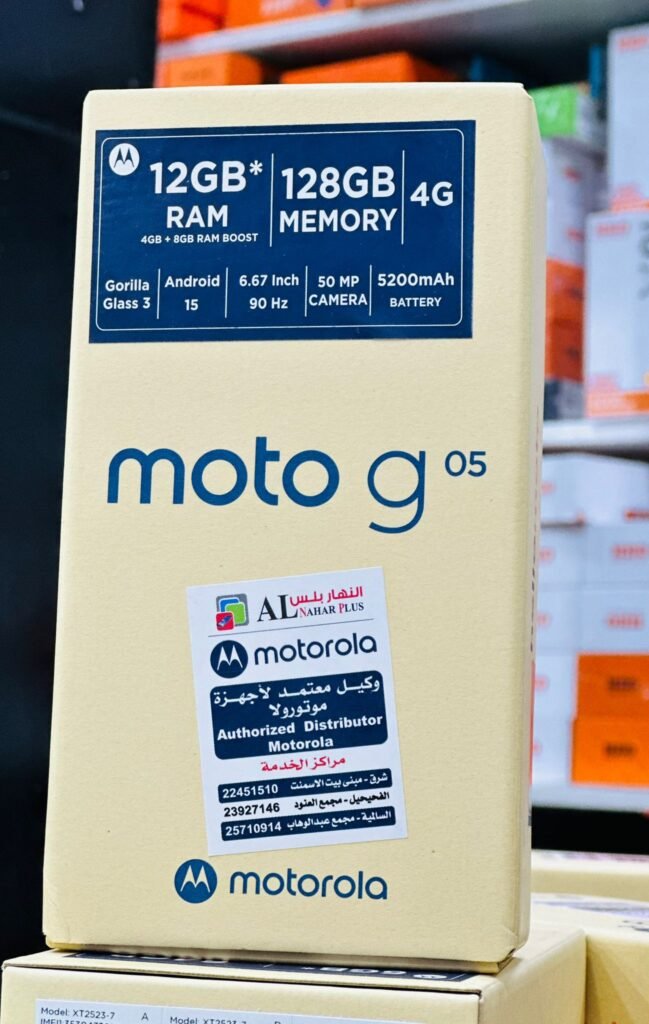 12GB*
RAM
4GB + 8GB RAM BOOST
128GB
MEMORY
4G
Gorilla
Glass 3
Android
15
6.67 Inch
90 Hz
50 MP
CAMERA
5200mAh
BATTERY
moto g 05
النهار بلس
AL NAHAR PLUS
motorola
وكيل معتمد لأجهزة
موتورولا
Authorized Distributor
Motorola
مراكز الخدمة
شرق - مبنى بيت الاسمنت 22451510
الفحيحيل - مجمع العنود 23927146
السالمية - مجمع عبدالوهاب 25710914
motorola
Model: XT2523-7 A